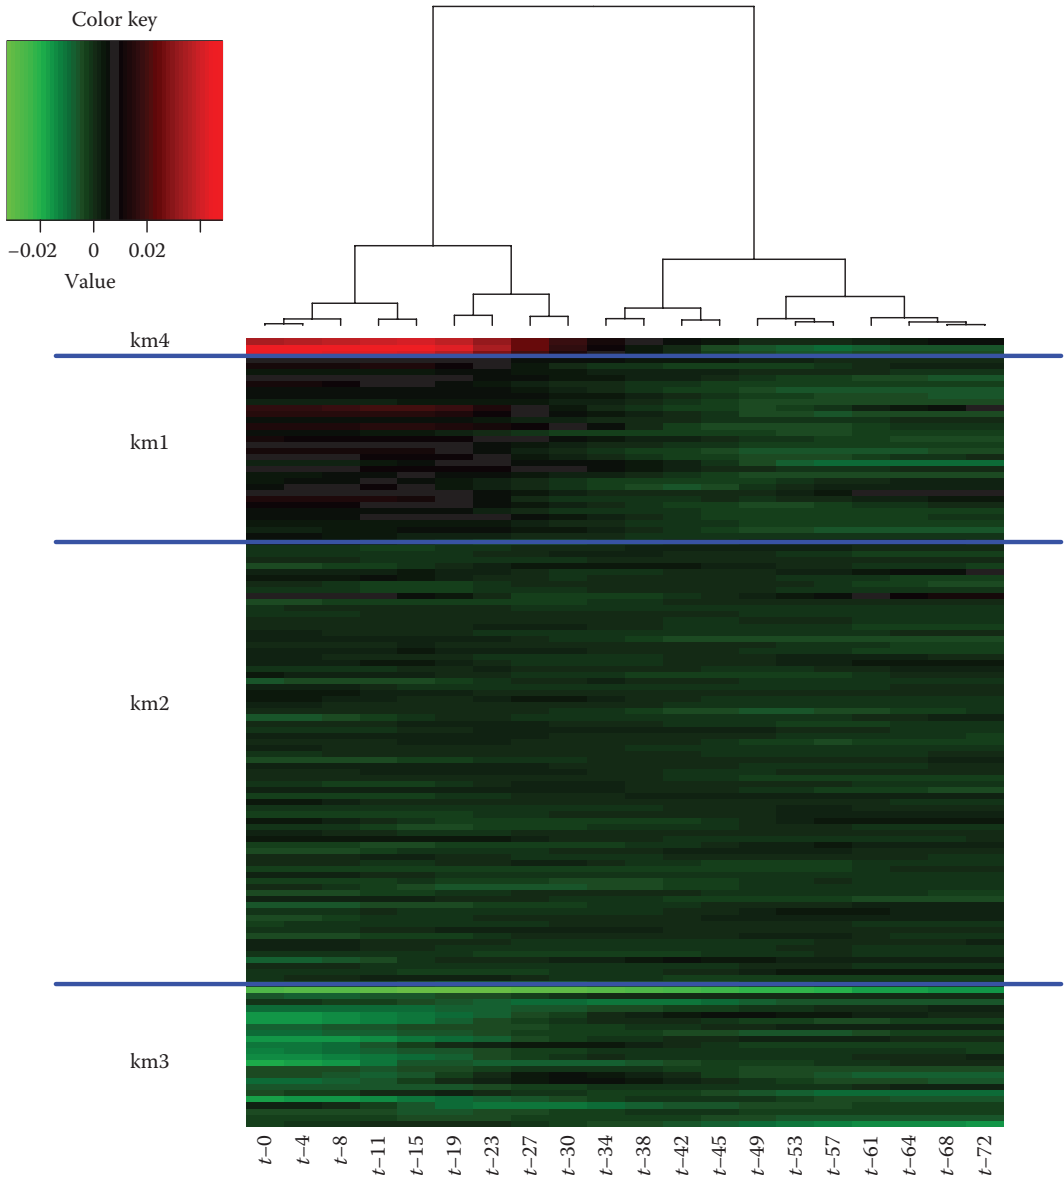 Color key
−0.02 0 0.02
Value
km4
km1
km2
km3
t–0 t–4 t–8 t–11 t–15 t–19 t–23 t–27 t–30 t–34 t–38 t–42 t–45 t–49 t–53 t–57 t–61 t–64 t–68 t–72